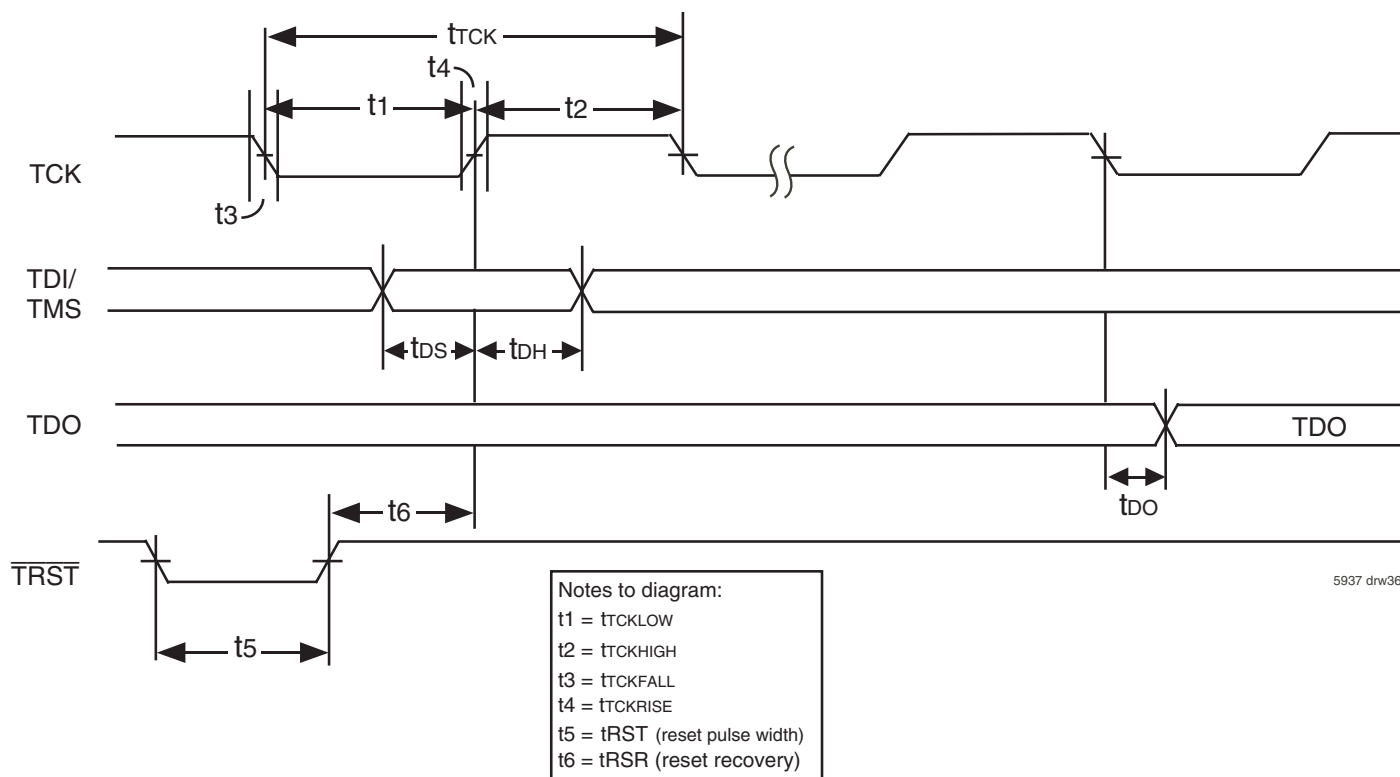 tTCK
t4
t1
t2
TCK
t3
TDI/
TMS
tDS
tDH
TDO
TDO
tDO
t6
TRST
5937 drw36
t5
Notes to diagram:
t1 = tTCKLOW
t2 = tTCKHIGH
t3 = tTCKFALL
t4 = tTCKRISE
t5 = tRST (reset pulse width)
t6 = tRSR (reset recovery)